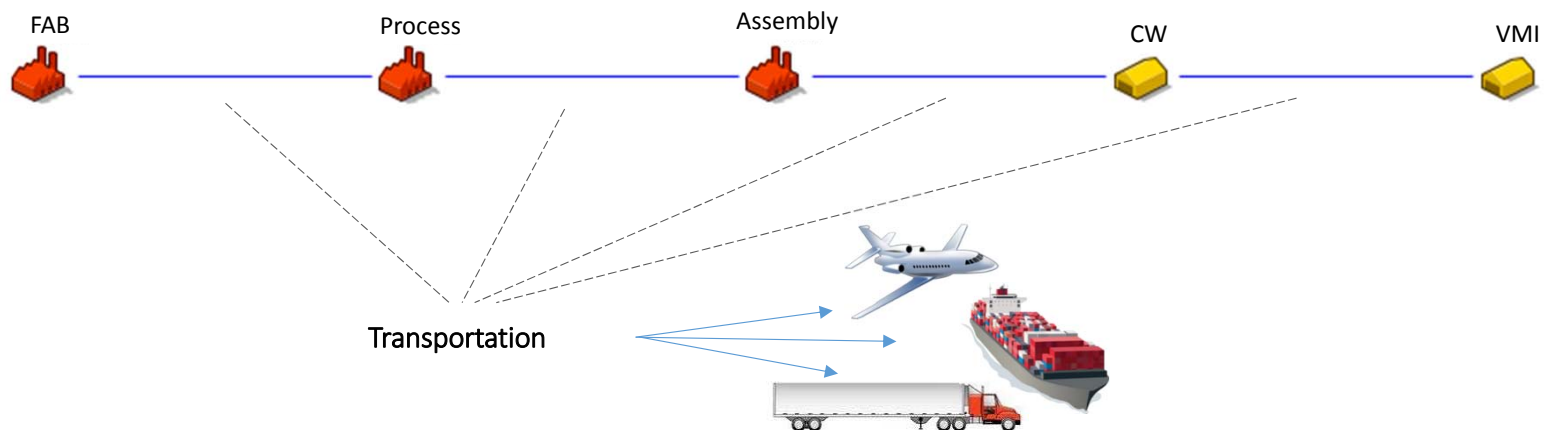 FAB
Process
Assembly
CW
VMI
Transportation